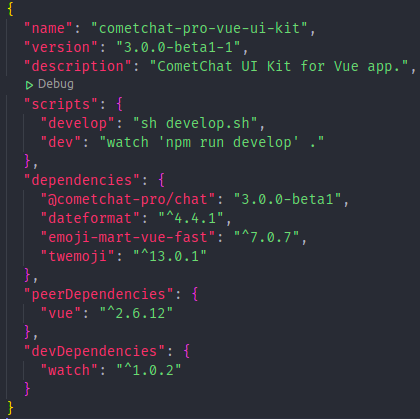 {
"name": "cometchat-pro-vue-ui-kit",
"version": "3.0.0-beta1-1",
"description": "CometChat UI Kit for Vue app.",
Debug
"scripts": {
"develop": "sh develop.sh",
"dev": "watch 'npm run develop' ."
},
"dependencies": {
"@cometchat-pro/chat": "3.0.0-beta1",
"dateformat": "^4.4.1",
"emoji-mart-vue-fast": "^7.0.7",
"twemoji": "^13.0.1"
},
"peerDependencies": {
"vue": "^2.6.12"
},
"devDependencies": {
"watch": "^1.0.2"
}
}